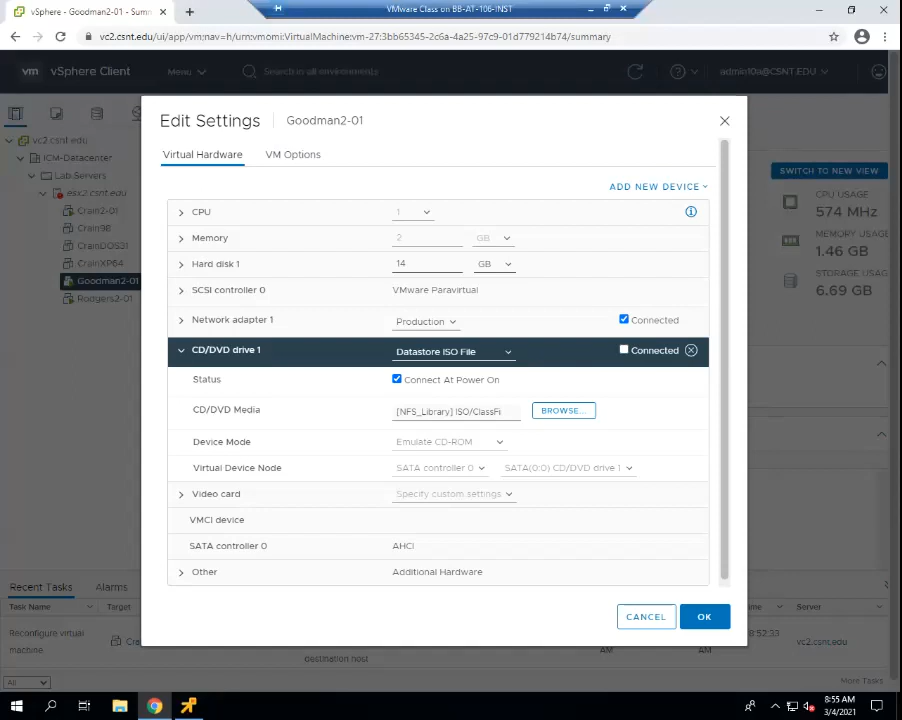 vSphere - Goodman2-01 - Summ
VMware Class on BB-AT-106-INST
vc2.csnt.edu/ui/app/vm;nav=h/urn:vmomi:VirtualMachine:vm-27:3bb65345-2c6a-4a25-97c9-01d779214b74/summary
vm vSphere Client Menu Search in all environments admin10a@CSNT.EDU
vc2.csnt.edu
ICM-Datacenter
Lab Servers
esx2.csnt.edu
Crain2-01
Crain98
CrainDOS31
CrainXP64
Goodman2-01
Rodgers2-01
SWITCH TO NEW VIEW
CPU USAGE
574 MHz
MEMORY USAGE
1.46 GB
STORAGE USAG
6.69 GB
Edit Settings Goodman2-01
Virtual Hardware VM Options
ADD NEW DEVICE
CPU 1
Memory 2 GB
Hard disk 1 14 GB
SCSI controller 0 VMware Paravirtual
Network adapter 1 Production Connected
CD/DVD drive 1 Datastore ISO File Connected
Status Connect At Power On
CD/DVD Media [NFS_Library] ISO/ClassFi BROWSE...
Device Mode Emulate CD-ROM
Virtual Device Node SATA controller 0 SATA(0:0) CD/DVD drive 1
Video card Specify custom settings
VMCI device
SATA controller 0 AHCI
Other Additional Hardware
CANCEL OK
Recent Tasks Alarms
Task Name Target Server
Reconfigure virtual
machine
Cra
destination host
AM
8:52:33
AM
vc2.csnt.edu
All
More Tasks
8:55 AM
3/4/2021